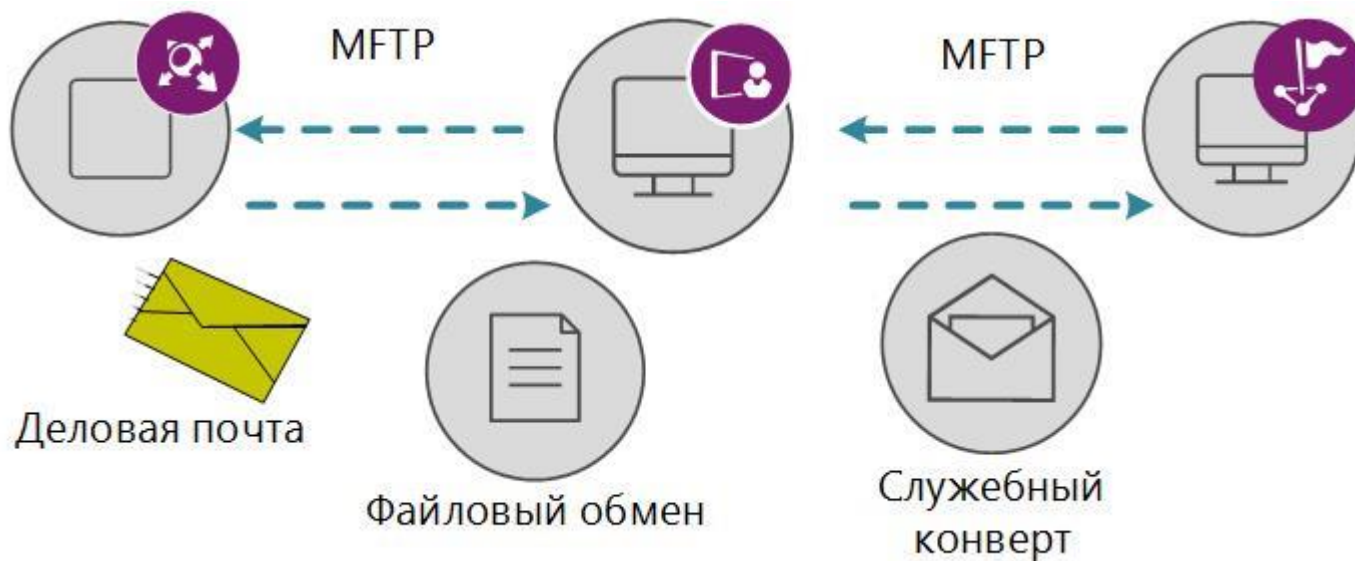 MFTP
MFTP
Деловая почта
Файловый обмен
Служебный
конверт